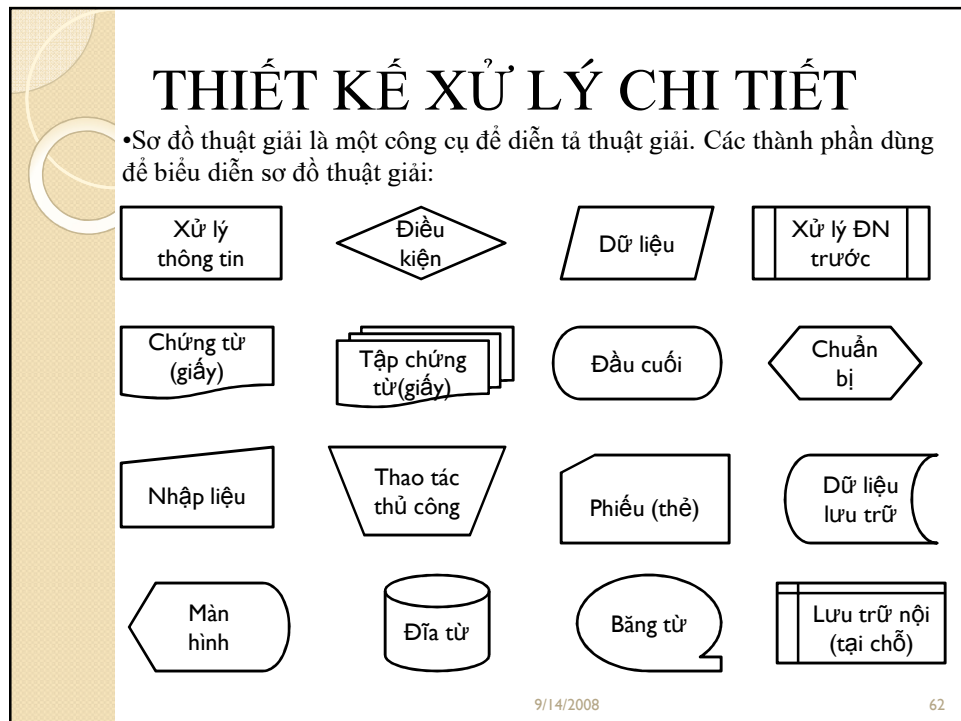 THIẾT KẾ XỬ LÝ CHI TIẾT
•Sơ đồ thuật giải là một công cụ để diễn tả thuật giải. Các thành phần dùng
để biểu diễn sơ đồ thuật giải:
Xử lý
thông tin
Điều
kiện
Dữ liệu
Xử lý ĐN
trước
Chứng từ
(giấy)
Tập chứng
từ(giấy)
Đầu cuối
Chuẩn
bị
Nhập liệu
Thao tác
thủ công
Phiếu (thẻ)
Dữ liệu
lưu trữ
Màn
hình
Đĩa từ
Băng từ
Lưu trữ nội
(tại chỗ)
9/14/2008
62